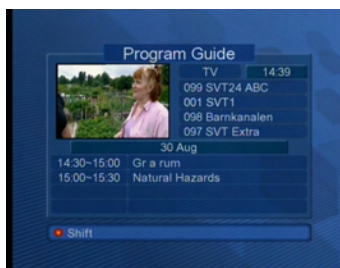 Program Guide
TV 14:39
099 SVT24 ABC
001 SVT1
098 Barnkanalen
097 SVT Extra
30 Aug
14:30~15:00 Gr a rum
15:00~15:30 Natural Hazards
Shift